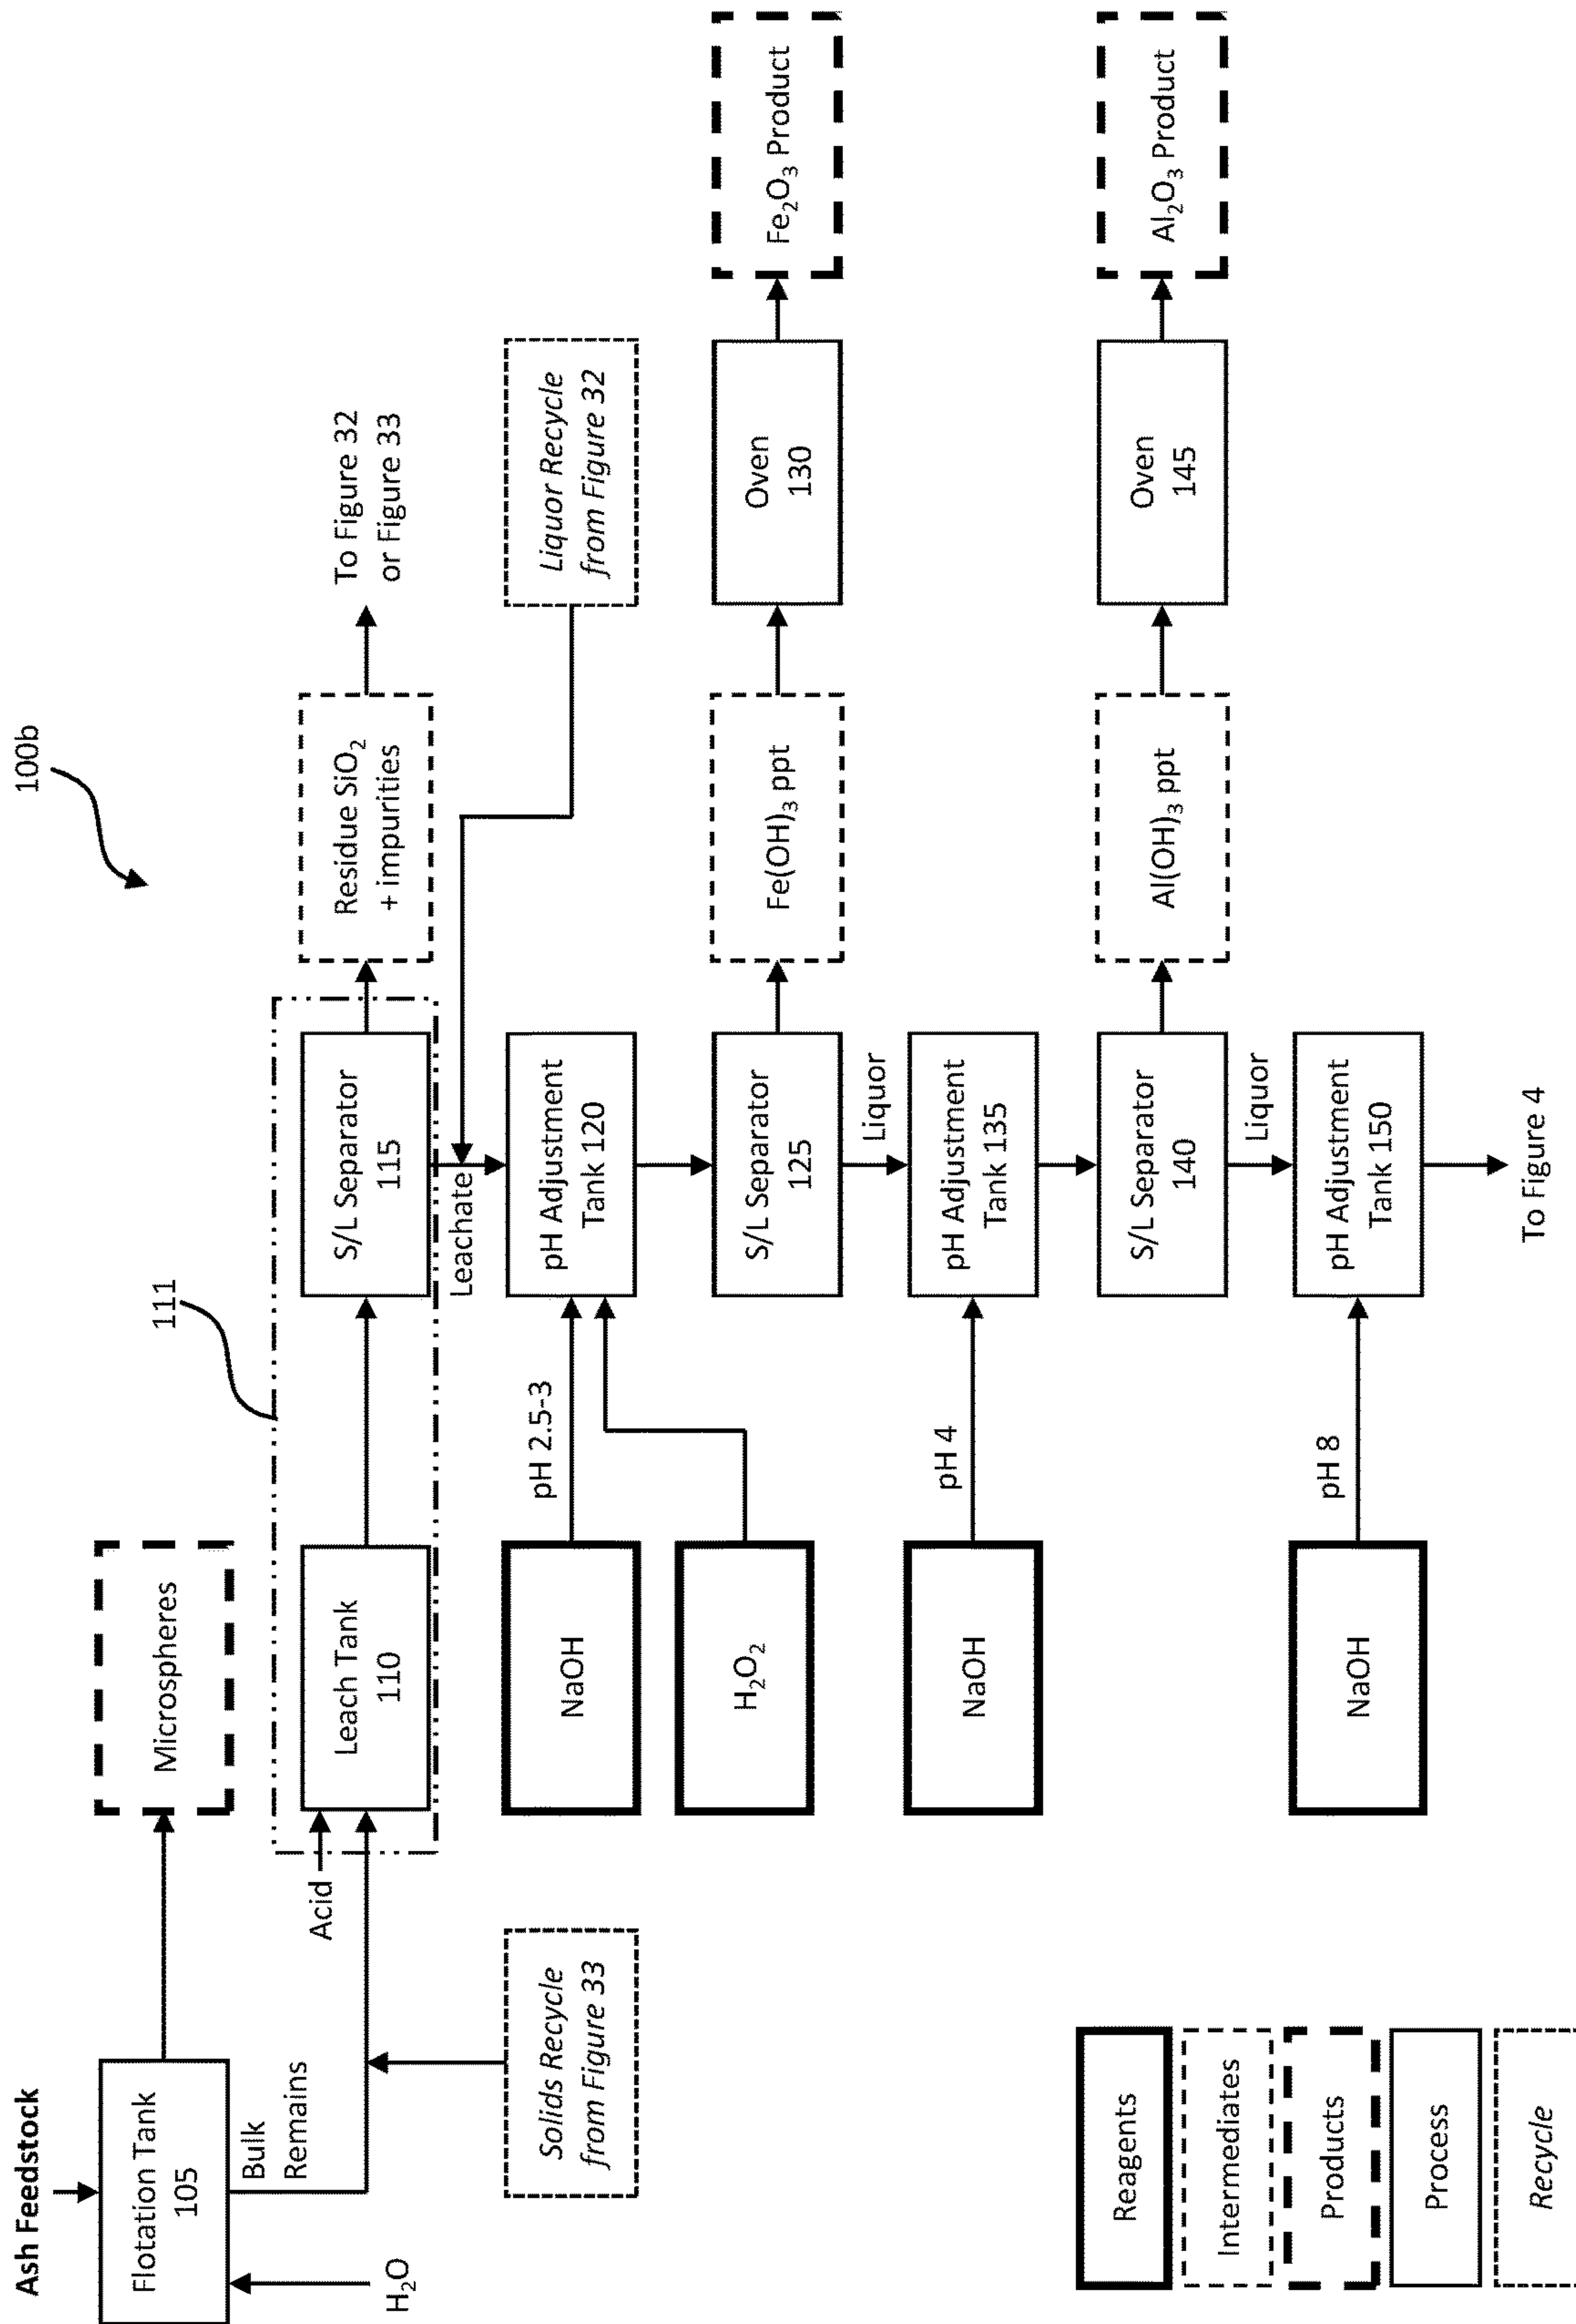 100b
Ash Feedstock
Flotation Tank
105
H₂O
Bulk
Remains
Microspheres
111
Acid
Leach Tank
110
S/L Separator
115
Residue SiO₂
+ impurities
To Figure 32
or Figure 33
Solids Recycle
from Figure 33
Leachate
Liquor Recycle
from Figure 32
NaOH
pH 2.5-3
pH Adjustment
Tank 120
H₂O₂
S/L Separator
125
Fe(OH)₃ ppt
Oven
130
Fe₂O₃ Product
Liquor
NaOH
pH 4
pH Adjustment
Tank 135
S/L Separator
140
Al(OH)₃ ppt
Oven
145
Al₂O₃ Product
Liquor
NaOH
pH 8
pH Adjustment
Tank 150
To Figure 4
Reagents
Intermediates
Products
Process
Recycle